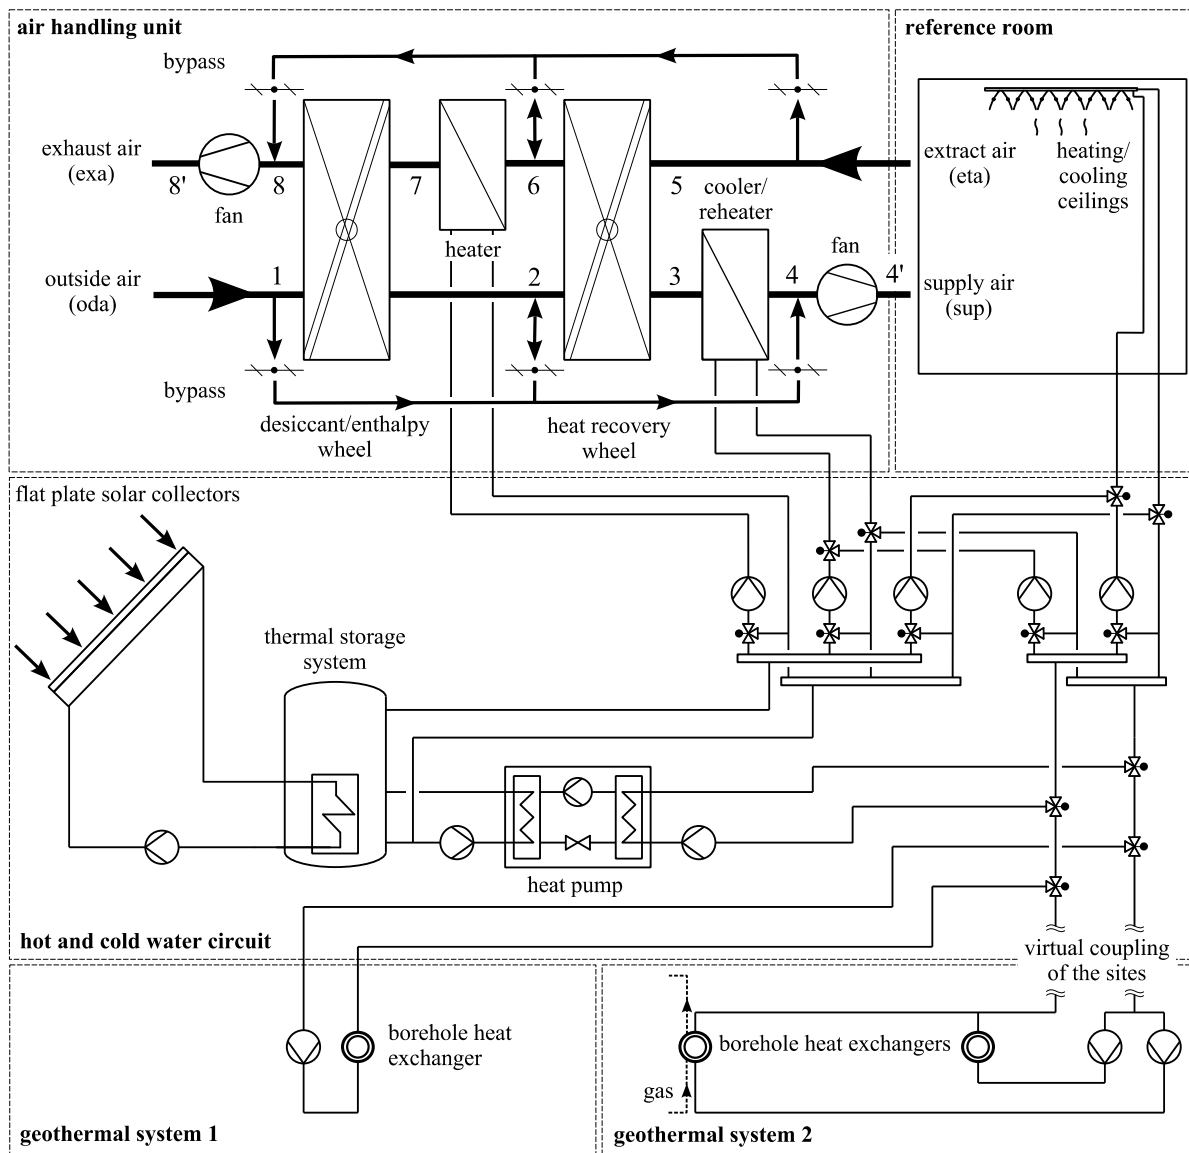 air handling unit
reference room
bypass
exhaust air
(exa)
8'
8
7
6
5
fan
heater
cooler/
reheater
extract air
(eta)
heating/
cooling
ceilings
outside air
(oda)
1
2
3
4
4'
fan
supply air
(sup)
bypass
desiccant/enthalpy
wheel
heat recovery
wheel
flat plate solar collectors
thermal storage
system
heat pump
hot and cold water circuit
virtual coupling
of the sites
borehole heat
exchanger
borehole heat exchangers
gas
geothermal system 1
geothermal system 2